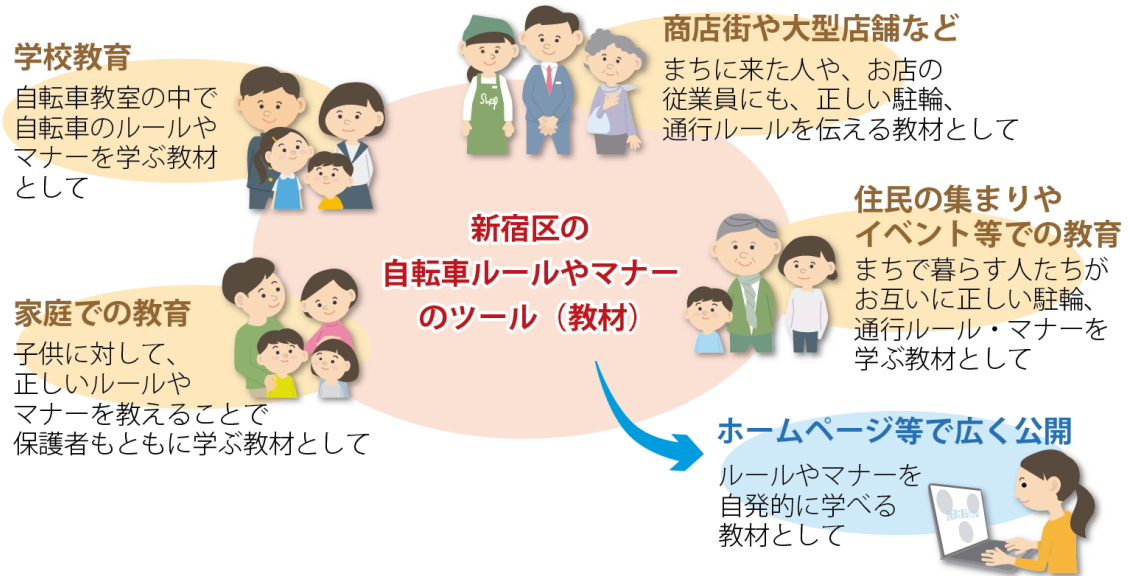 学校教育
自転車教室の中で
自転車のルールや
マナーを学ぶ教材
として
商店街や大型店舗など
まちに来た人や、お店の
従業員にも、正しい駐輪、
通行ルールを伝える教材として
Shop
新宿区の
自転車ルールやマナー
のツール（教材）
住民の集まりや
イベント等での教育
まちで暮らす人たちが
お互いに正しい駐輪、
通行ルール・マナーを
学ぶ教材として
家庭での教育
子供に対して、
正しいルールや
マナーを教えることで
保護者もともに学ぶ教材として
ホームページ等で広く公開
ルールやマナーを
自発的に学べる
教材として